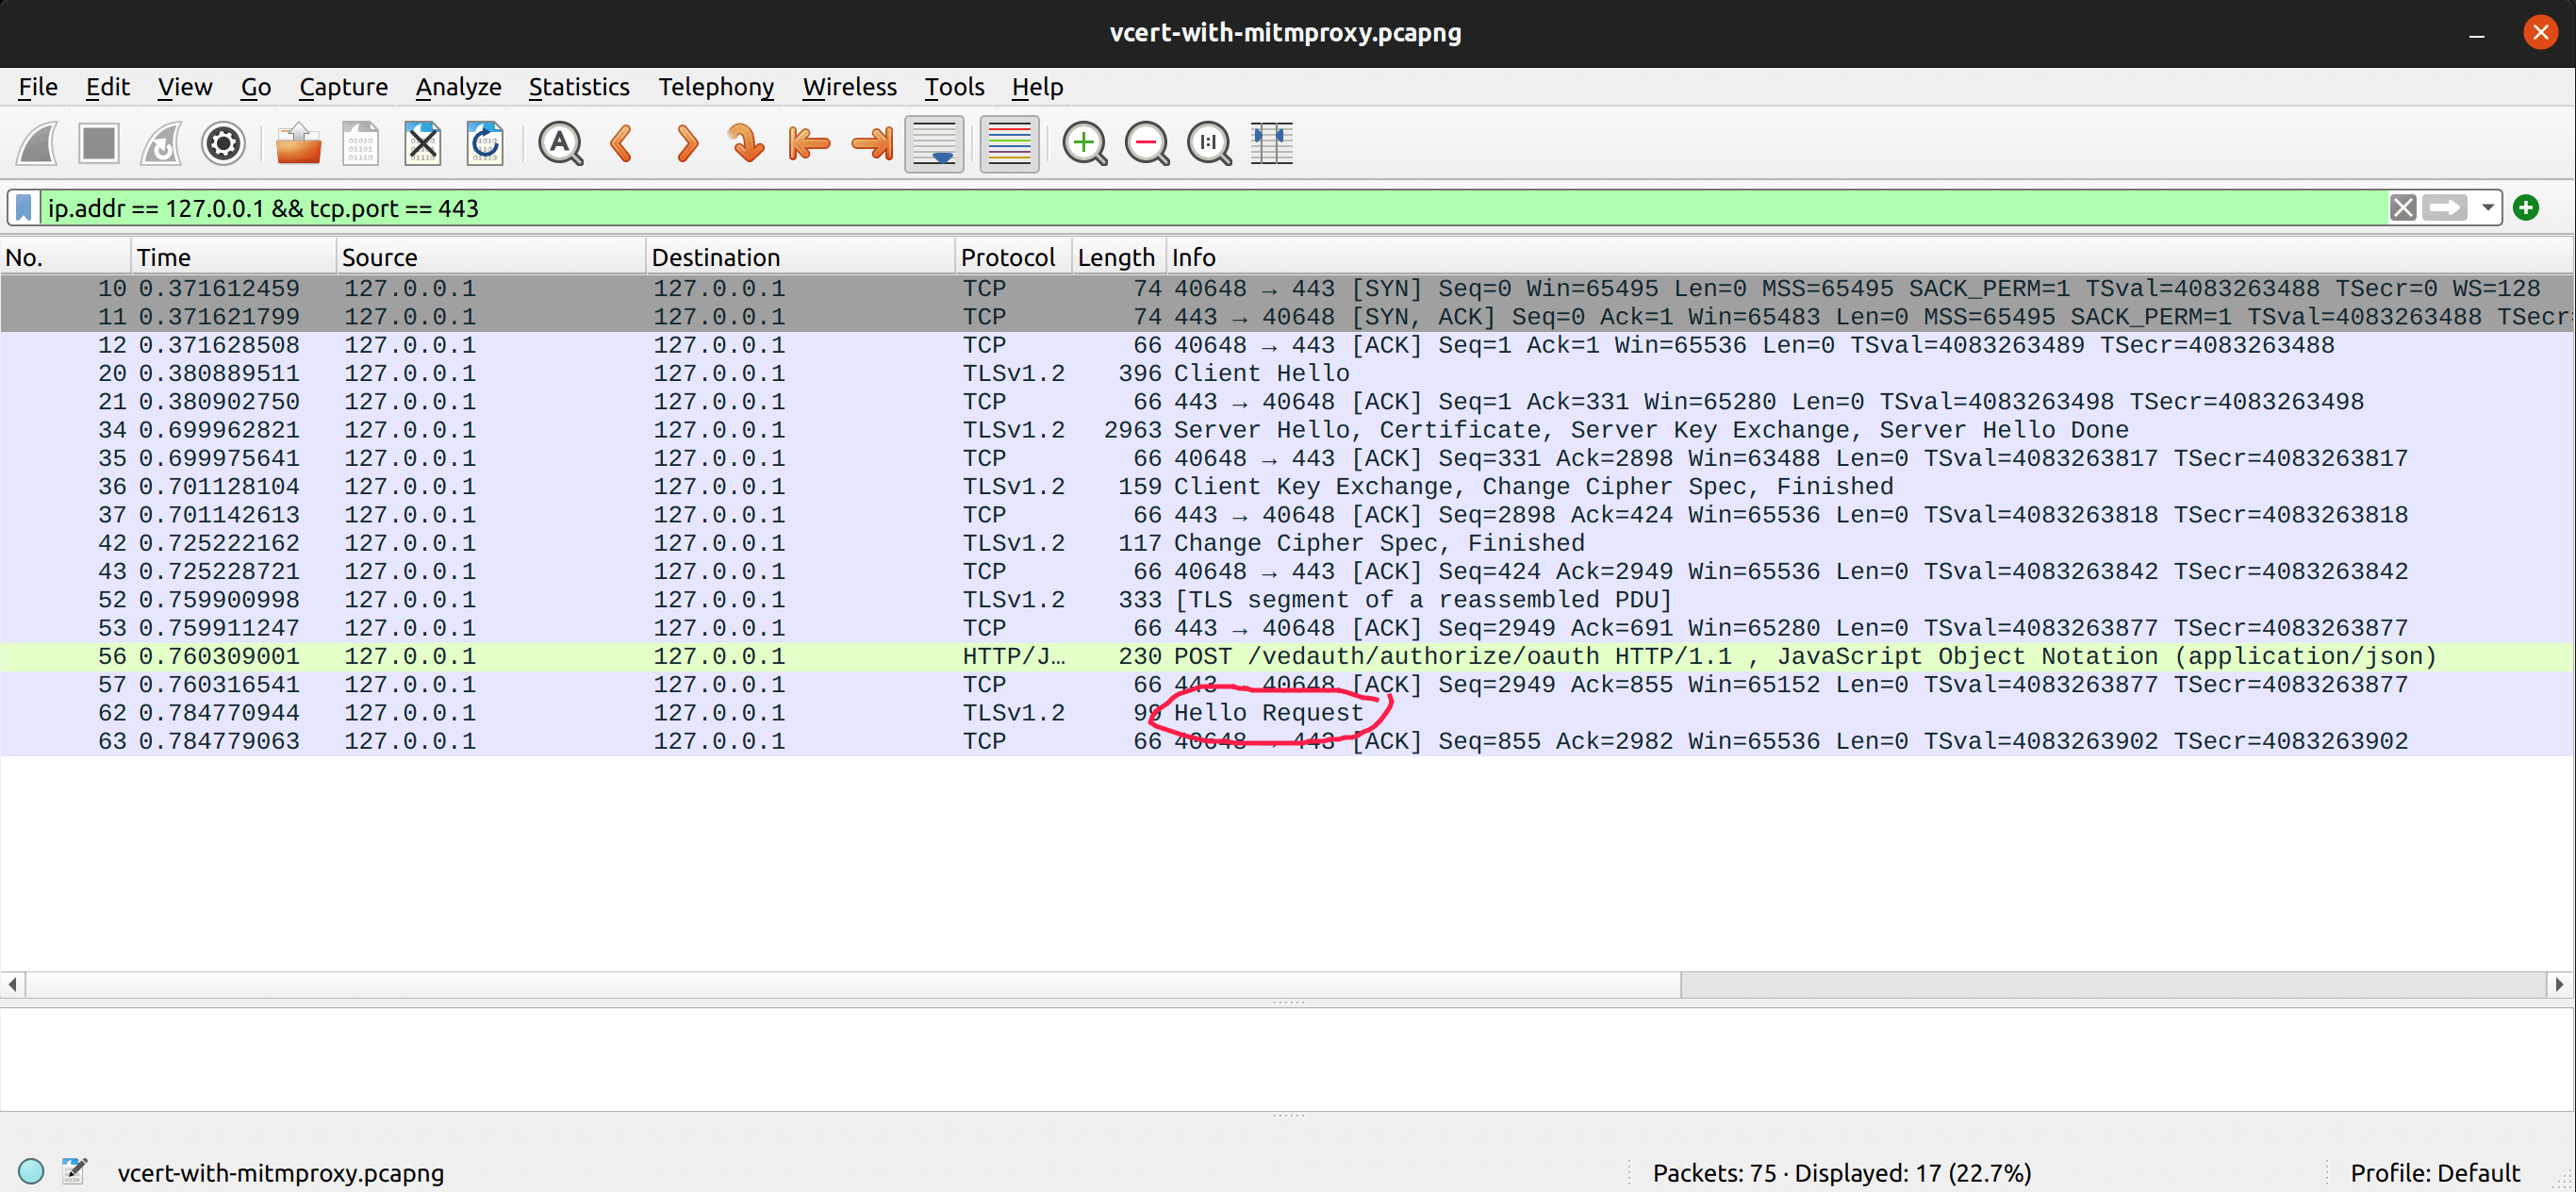 vcert-with-mitmproxy.pcapng
File Edit View Go Capture Analyze Statistics Telephony Wireless Tools Help
ip.addr == 127.0.0.1 && tcp.port == 443
No. Time Source Destination Protocol Length Info
10 0.371612459 127.0.0.1 127.0.0.1 TCP 74 40648 → 443 [SYN] Seq=0 Win=65495 Len=0 MSS=65495 SACK_PERM=1 TSval=4083263488 TSecr=0 WS=128
11 0.371621799 127.0.0.1 127.0.0.1 TCP 74 443 → 40648 [SYN, ACK] Seq=0 Ack=1 Win=65483 Len=0 MSS=65495 SACK_PERM=1 TSval=4083263488 TSecr
12 0.371628508 127.0.0.1 127.0.0.1 TCP 66 40648 → 443 [ACK] Seq=1 Ack=1 Win=65536 Len=0 TSval=4083263489 TSecr=4083263488
20 0.380889511 127.0.0.1 127.0.0.1 TLSv1.2 396 Client Hello
21 0.380902750 127.0.0.1 127.0.0.1 TCP 66 443 → 40648 [ACK] Seq=1 Ack=331 Win=65280 Len=0 TSval=4083263498 TSecr=4083263498
34 0.699962821 127.0.0.1 127.0.0.1 TLSv1.2 2963 Server Hello, Certificate, Server Key Exchange, Server Hello Done
35 0.699975641 127.0.0.1 127.0.0.1 TCP 66 40648 → 443 [ACK] Seq=331 Ack=2898 Win=63488 Len=0 TSval=4083263817 TSecr=4083263817
36 0.701128104 127.0.0.1 127.0.0.1 TLSv1.2 159 Client Key Exchange, Change Cipher Spec, Finished
37 0.701142613 127.0.0.1 127.0.0.1 TCP 66 443 → 40648 [ACK] Seq=2898 Ack=424 Win=65536 Len=0 TSval=4083263818 TSecr=4083263818
42 0.725222162 127.0.0.1 127.0.0.1 TLSv1.2 117 Change Cipher Spec, Finished
43 0.725228721 127.0.0.1 127.0.0.1 TCP 66 40648 → 443 [ACK] Seq=424 Ack=2949 Win=65536 Len=0 TSval=4083263842 TSecr=4083263842
52 0.759900998 127.0.0.1 127.0.0.1 TLSv1.2 333 [TLS segment of a reassembled PDU]
53 0.759911247 127.0.0.1 127.0.0.1 TCP 66 443 → 40648 [ACK] Seq=2949 Ack=691 Win=65280 Len=0 TSval=4083263877 TSecr=4083263877
56 0.760309001 127.0.0.1 127.0.0.1 HTTP/J… 230 POST /vedauth/authorize/oauth HTTP/1.1 , JavaScript Object Notation (application/json)
57 0.760316541 127.0.0.1 127.0.0.1 TCP 66 443 → 40648 [ACK] Seq=2949 Ack=855 Win=65152 Len=0 TSval=4083263877 TSecr=4083263877
62 0.784770944 127.0.0.1 127.0.0.1 TLSv1.2 99 Hello Request
63 0.784779063 127.0.0.1 127.0.0.1 TCP 66 40648 → 443 [ACK] Seq=855 Ack=2982 Win=65536 Len=0 TSval=4083263902 TSecr=4083263902
vcert-with-mitmproxy.pcapng Packets: 75 · Displayed: 17 (22.7%) Profile: Default